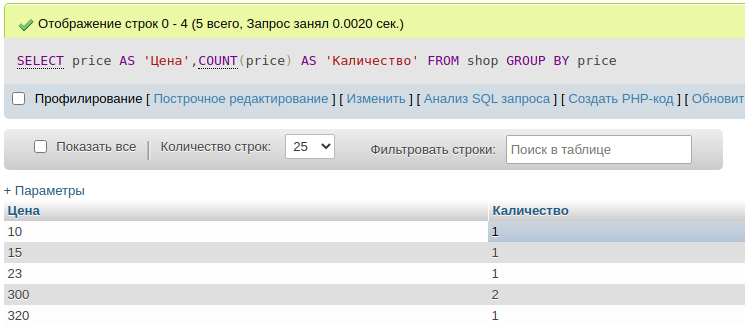 Отображение строк 0 - 4 (5 всего, Запрос занял 0.0020 сек.)
SELECT price AS 'Цена',COUNT(price) AS 'Каличество' FROM shop GROUP BY price
Профилирование [ Построчное редактирование ] [ Изменить ] [ Анализ SQL запроса ] [ Создать PHP-код ] [ Обновит
Показать все | Количество строк: 25 Фильтровать строки: Поиск в таблице
+ Параметры
Цена Каличество
10 1
15 1
23 1
300 2
320 1